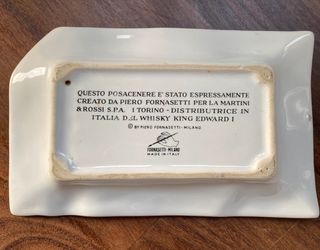 QUESTO POSACENERE E' STATO ESPRESSAMENTE
CREATO DA PIERO FORNASETTI PER LA MARTINI
& ROSSI S.P.A. I TORINO - DISTRIBUTRICE IN
ITALIA DEL WHISKY KING EDWARD I
© BY PIERO FORNASETTI - MILANO
FORNASETTI-MILANO
MADE IN ITALY